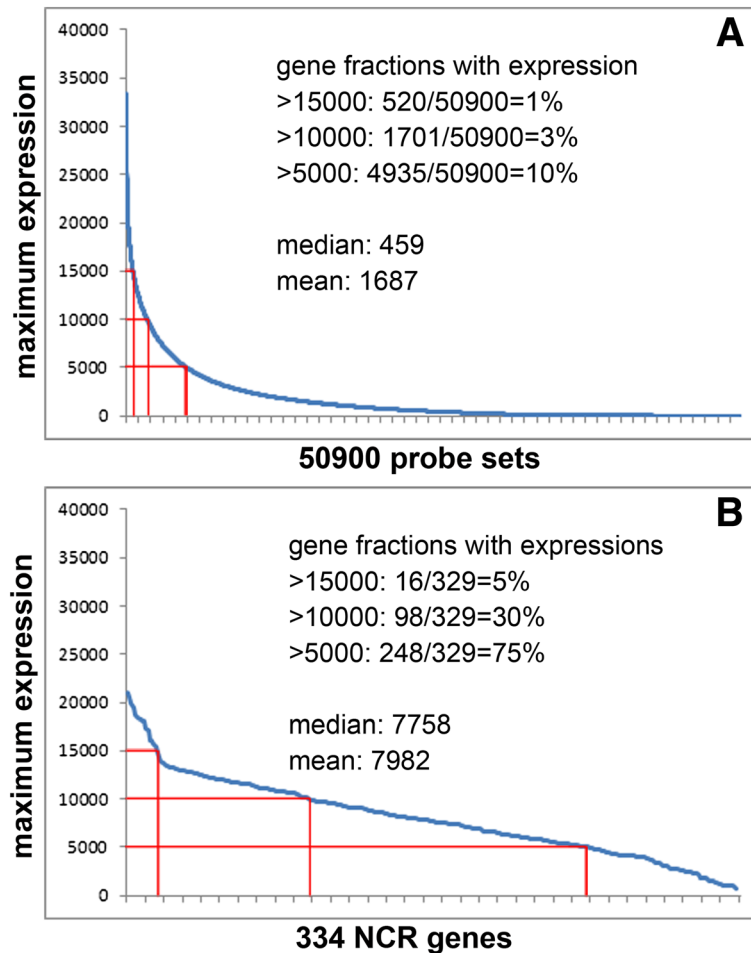 A
gene fractions with expression
>15000: 520/50900=1%
>10000: 1701/50900=3%
>5000: 4935/50900=10%
median: 459
mean: 1687
maximum expression
40000
35000
30000
25000
20000
15000
10000
5000
0
50900 probe sets
B
gene fractions with expressions
>15000: 16/329=5%
>10000: 98/329=30%
>5000: 248/329=75%
median: 7758
mean: 7982
maximum expression
40000
35000
30000
25000
20000
15000
10000
5000
0
334 NCR genes